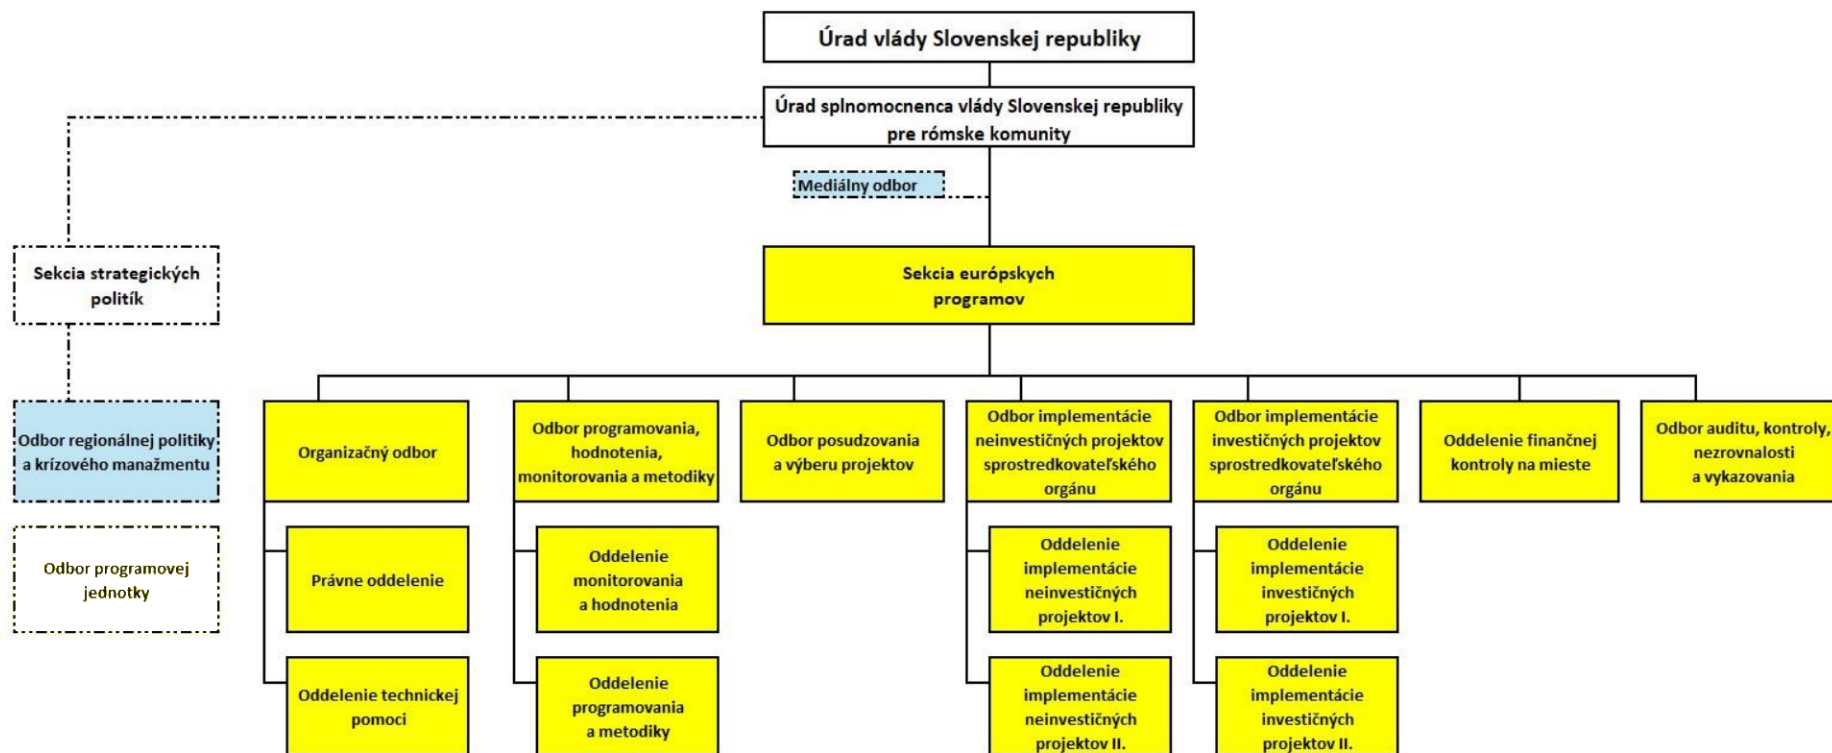 Úrad vlády Slovenskej republiky
Úrad splnomocnenca vlády Slovenskej republiky
pre rómske komunity
Mediálny odbor
Sekcia strategických
politík
Sekcia európskych
programov
Odbor regionálnej politiky
a krízového manažmentu
Organizačný odbor
Odbor programovania,
hodnotenia,
monitorovania a metodiky
Odbor posudzovania
a výberu projektov
Odbor implementácie
neinvestičných projektov
sprostredkovateľského
orgánu
Odbor implementácie
investičných projektov
sprostredkovateľského
orgánu
Oddelenie finančnej
kontroly na mieste
Odbor auditu, kontroly,
nezrovnalosti
a vykazovania
Odbor programovej
jednotky
Právne oddelenie
Oddelenie
monitorovania
a hodnotenia
Oddelenie
implementácie
neinvestičných
projektov I.
Oddelenie
implementácie
investičných
projektov I.
Oddelenie technickej
pomoci
Oddelenie
programovania
a metodiky
Oddelenie
implementácie
neinvestičných
projektov II.
Oddelenie
implementácie
investičných
projektov II.